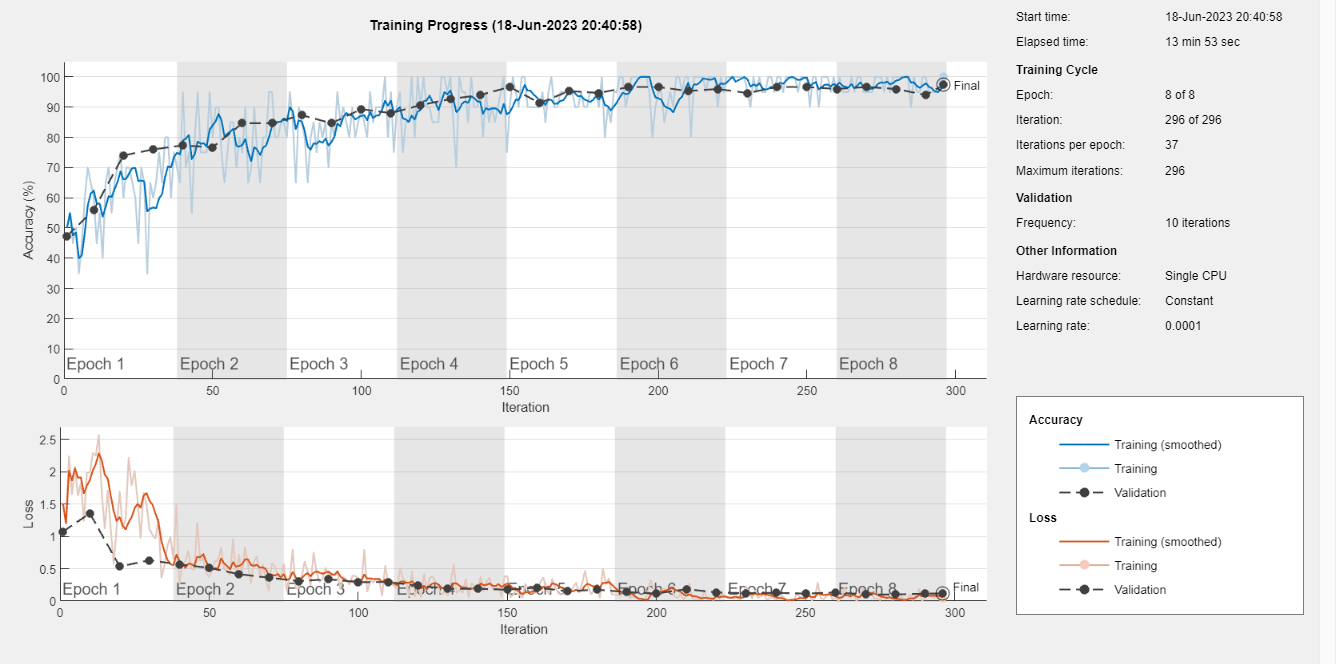 Training Progress (18-Jun-2023 20:40:58)
Accuracy (%)
100
90
80
70
60
50
40
30
20
10
0
Final
Epoch 1 Epoch 2 Epoch 3 Epoch 4 Epoch 5 Epoch 6 Epoch 7 Epoch 8
0 50 100 150 200 250 300
Iteration
Loss
2.5
2
1.5
1
0.5
0
Final
Epoch 1 Epoch 2 Epoch 3 Epoch 4 Epoch 5 Epoch 6 Epoch 7 Epoch 8
0 50 100 150 200 250 300
Iteration
Start time: 18-Jun-2023 20:40:58
Elapsed time: 13 min 53 sec
Training Cycle
Epoch: 8 of 8
Iteration: 296 of 296
Iterations per epoch: 37
Maximum iterations: 296
Validation
Frequency: 10 iterations
Other Information
Hardware resource: Single CPU
Learning rate schedule: Constant
Learning rate: 0.0001
Accuracy
Training (smoothed)
Training
Validation
Loss
Training (smoothed)
Training
Validation